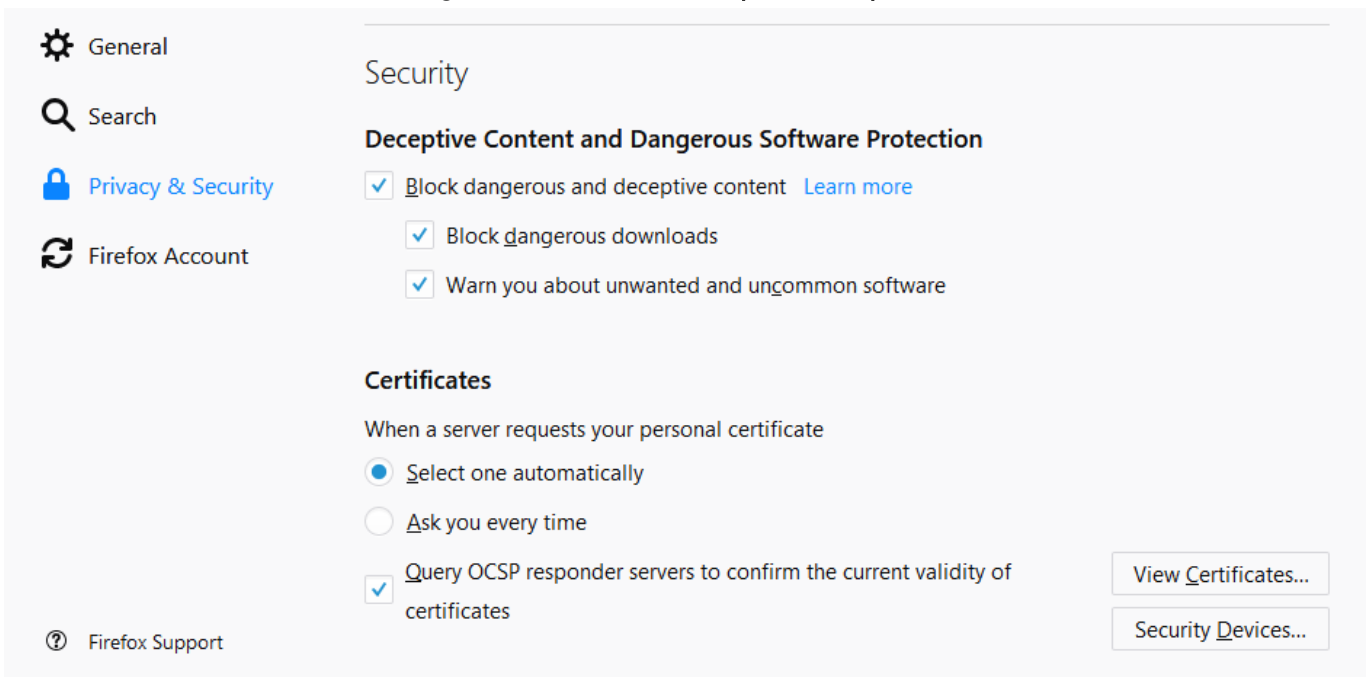 General
Search
Privacy & Security
Firefox Account
Firefox Support
Security
Deceptive Content and Dangerous Software Protection
Block dangerous and deceptive content Learn more
Block dangerous downloads
Warn you about unwanted and uncommon software
Certificates
When a server requests your personal certificate
Select one automatically
Ask you every time
Query OCSP responder servers to confirm the current validity of
certificates
View Certificates...
Security Devices...